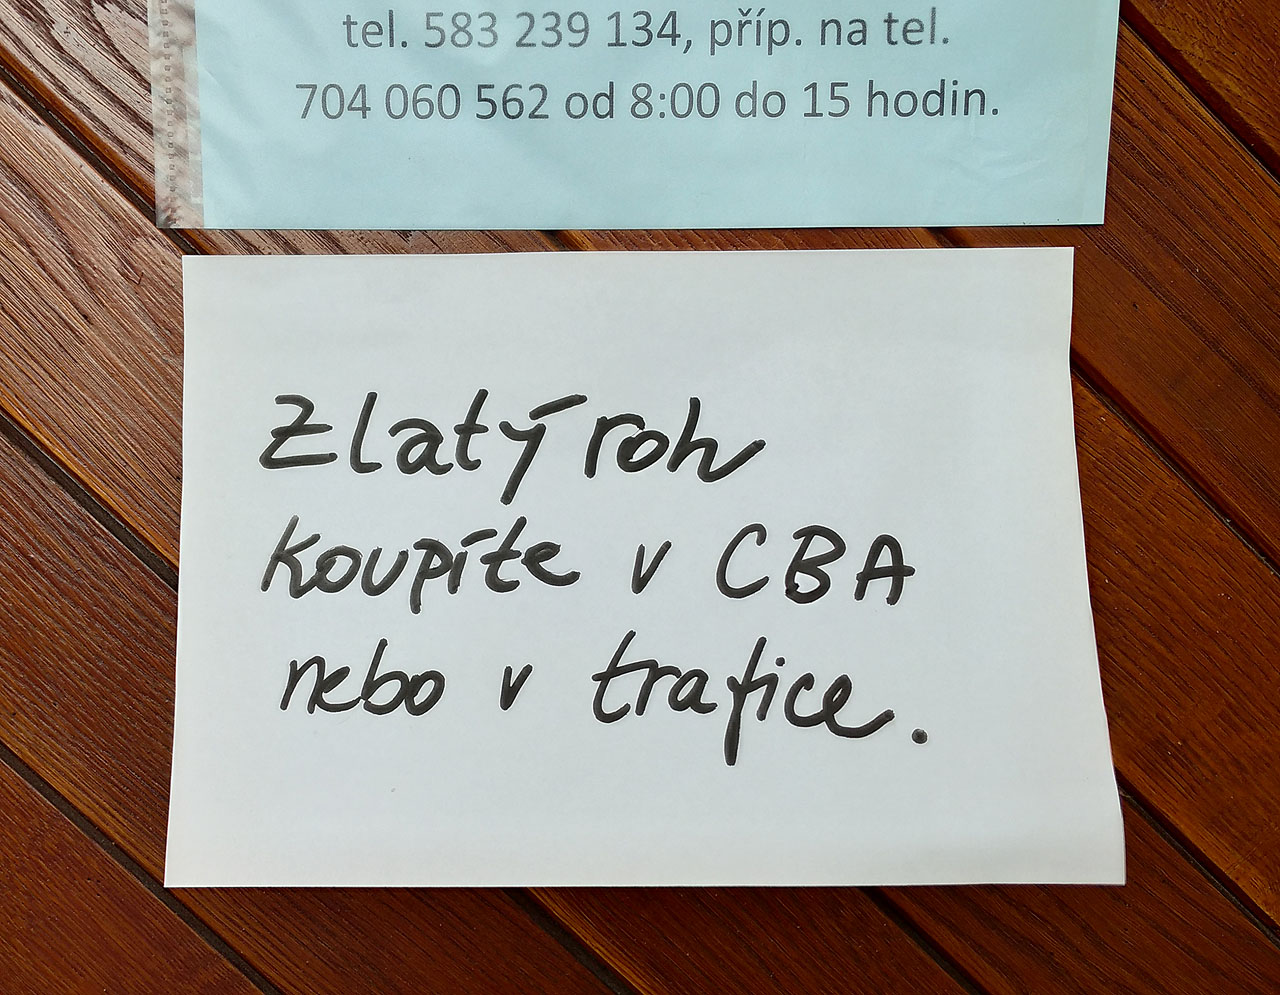 tel. 583 239 134, příp. na tel.
704 060 562 od 8:00 do 15 hodin.
Zlatý roh
koupíte v CBA
nebo v trafice.